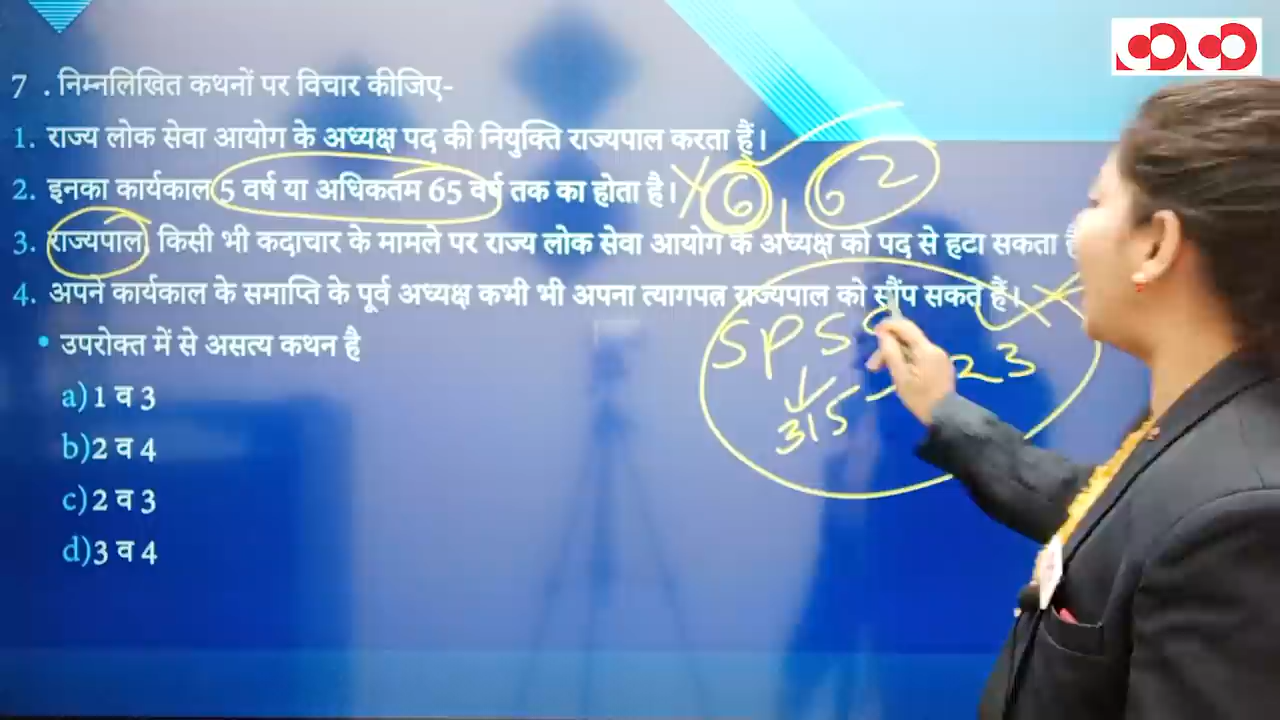 7 . निम्नलिखित कथनों पर विचार कीजिए-
1. राज्य लोक सेवा आयोग के अध्यक्ष पद की नियुक्ति राज्यपाल करता हैं।
2. इनका कार्यकाल 5 वर्ष या अधिकतम 65 वर्ष तक का होता है। 6 62
3. राज्यपाल, किसी भी कदाचार के मामले पर राज्य लोक सेवा आयोग के अध्यक्ष को पद से हटा सकता
4. अपने कार्यकाल के समाप्ति के पूर्व अध्यक्ष कभी भी अपना त्यागपत्र राज्यपाल को सौंप सकते हैं।
SPS
• उपरोक्त में से असत्य कथन है
315 23
a) 1 व 3
b) 2 व 4
c) 2 व 3
d) 3 व 4